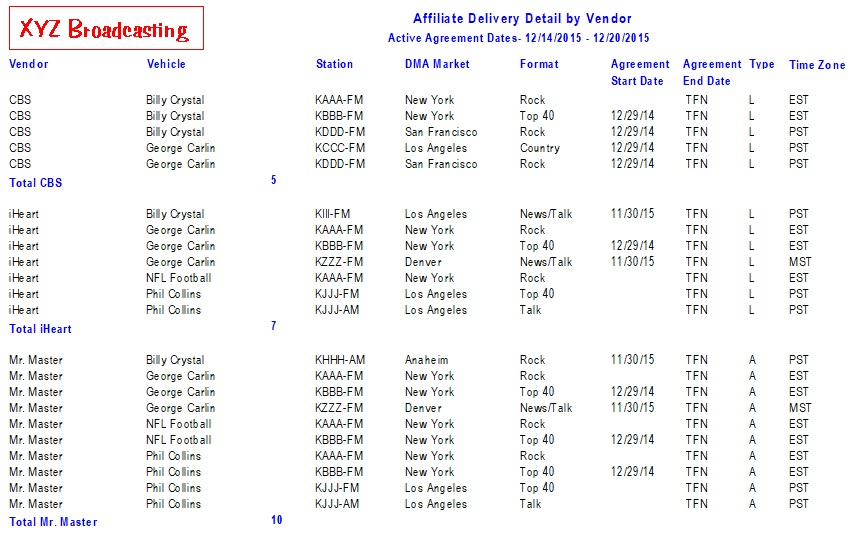 XYZ Broadcasting
Affiliate Delivery Detail by Vendor
Active Agreement Dates- 12/14/2015 - 12/20/2015
Vendor Vehicle Station DMA Market Format Agreement Start Date Agreement End Date Type Time Zone
CBS Billy Crystal KAAA-FM New York Rock TFN L EST
CBS Billy Crystal KBBB-FM New York Top 40 12/29/14 TFN L EST
CBS Billy Crystal KDDD-FM San Francisco Rock 12/29/14 TFN L PST
CBS George Carlin KCCC-FM Los Angeles Country 12/29/14 TFN L PST
CBS George Carlin KDDD-FM San Francisco Rock 12/29/14 TFN L PST
Total CBS 5
iHeart Billy Crystal KIII-FM Los Angeles News/Talk 11/30/15 TFN L PST
iHeart George Carlin KAAA-FM New York Rock TFN L EST
iHeart George Carlin KBBB-FM New York Top 40 12/29/14 TFN L EST
iHeart George Carlin KZZZ-FM Denver News/Talk 11/30/15 TFN L MST
iHeart NFL Football KAAA-FM New York Rock TFN L EST
iHeart Phil Collins KJJJ-FM Los Angeles Top 40 TFN L PST
iHeart Phil Collins KJJJ-AM Los Angeles Talk TFN L PST
Total iHeart 7
Mr. Master Billy Crystal KHHH-AM Anaheim Rock 11/30/15 TFN A PST
Mr. Master George Carlin KAAA-FM New York Rock TFN A EST
Mr. Master George Carlin KBBB-FM New York Top 40 12/29/14 TFN A EST
Mr. Master George Carlin KZZZ-FM Denver News/Talk 11/30/15 TFN A MST
Mr. Master NFL Football KAAA-FM New York Rock TFN A EST
Mr. Master NFL Football KBBB-FM New York Top 40 12/29/14 TFN A EST
Mr. Master Phil Collins KAAA-FM New York Rock TFN A EST
Mr. Master Phil Collins KBBB-FM New York Top 40 12/29/14 TFN A EST
Mr. Master Phil Collins KJJJ-FM Los Angeles Top 40 TFN A PST
Mr. Master Phil Collins KJJJ-AM Los Angeles Talk TFN A PST
Total Mr. Master 10